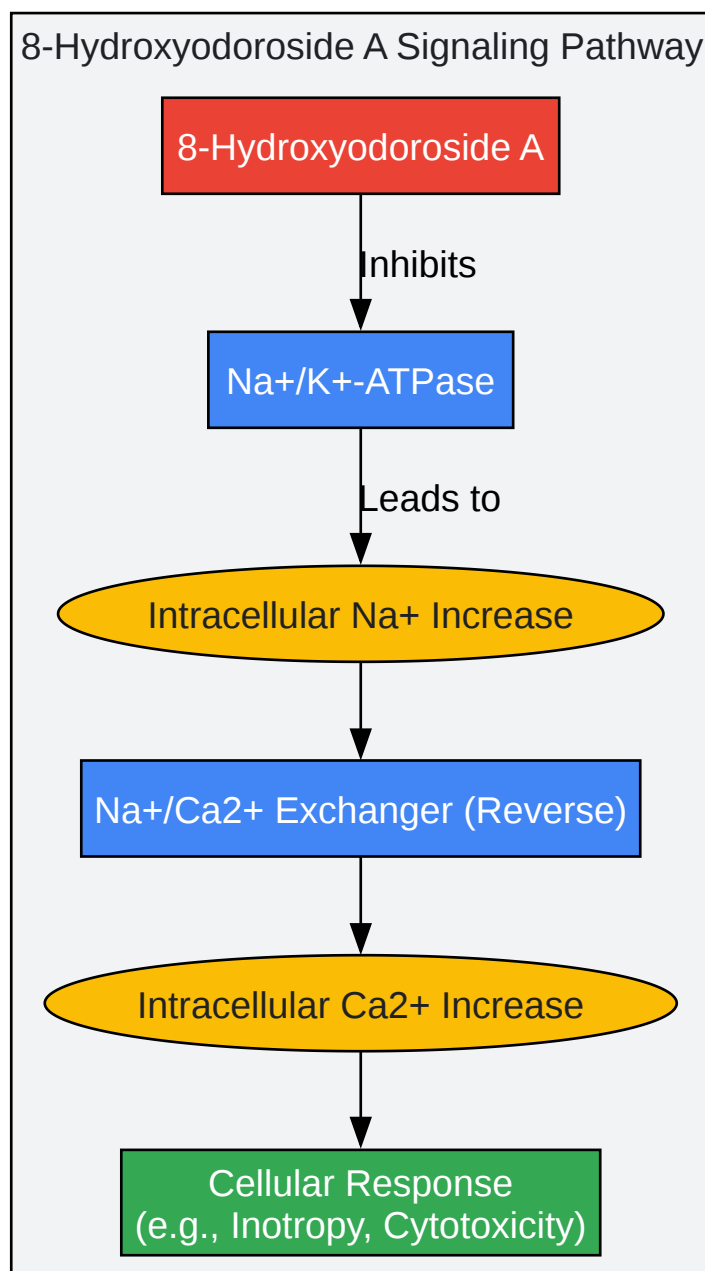 8-Hydroxyodoroside A Signaling Pathway
8-Hydroxyodoroside A
Inhibits
Na+/K+-ATPase
Leads to
Intracellular Na+ Increase
Na+/Ca2+ Exchanger (Reverse)
Intracellular Ca2+ Increase
Cellular Response
(e.g., Inotropy, Cytotoxicity)